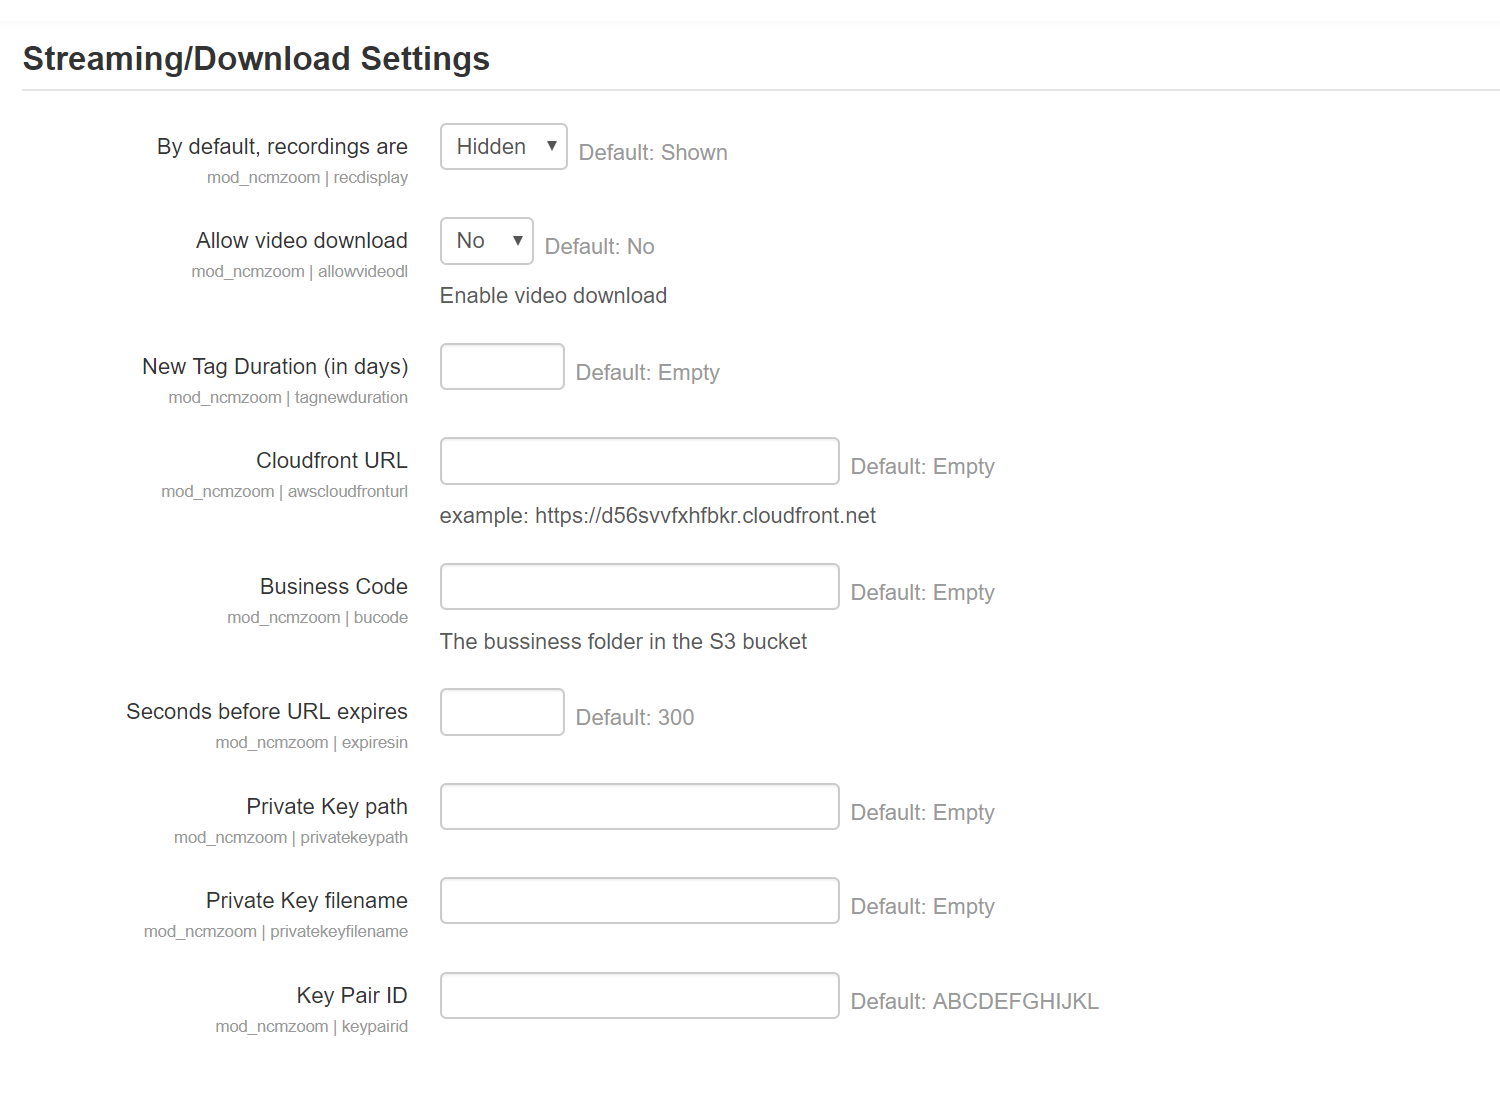 Streaming/Download Settings
By default, recordings are
Hidden
Default: Shown
mod_ncmzoom | recdisplay
Allow video download
No
Default: No
mod_ncmzoom | allowvideodl
Enable video download
New Tag Duration (in days)
Default: Empty
mod_ncmzoom | tagnewduration
Cloudfront URL
Default: Empty
mod_ncmzoom | awscloudfronturl
example: https://d56svvfxhfbkr.cloudfront.net
Business Code
Default: Empty
mod_ncmzoom | bucode
The bussiness folder in the S3 bucket
Seconds before URL expires
Default: 300
mod_ncmzoom | expiresin
Private Key path
Default: Empty
mod_ncmzoom | privatekeypath
Private Key filename
Default: Empty
mod_ncmzoom | privatekeyfilename
Key Pair ID
Default: ABCDEFGHIJKL
mod_ncmzoom | keypairid